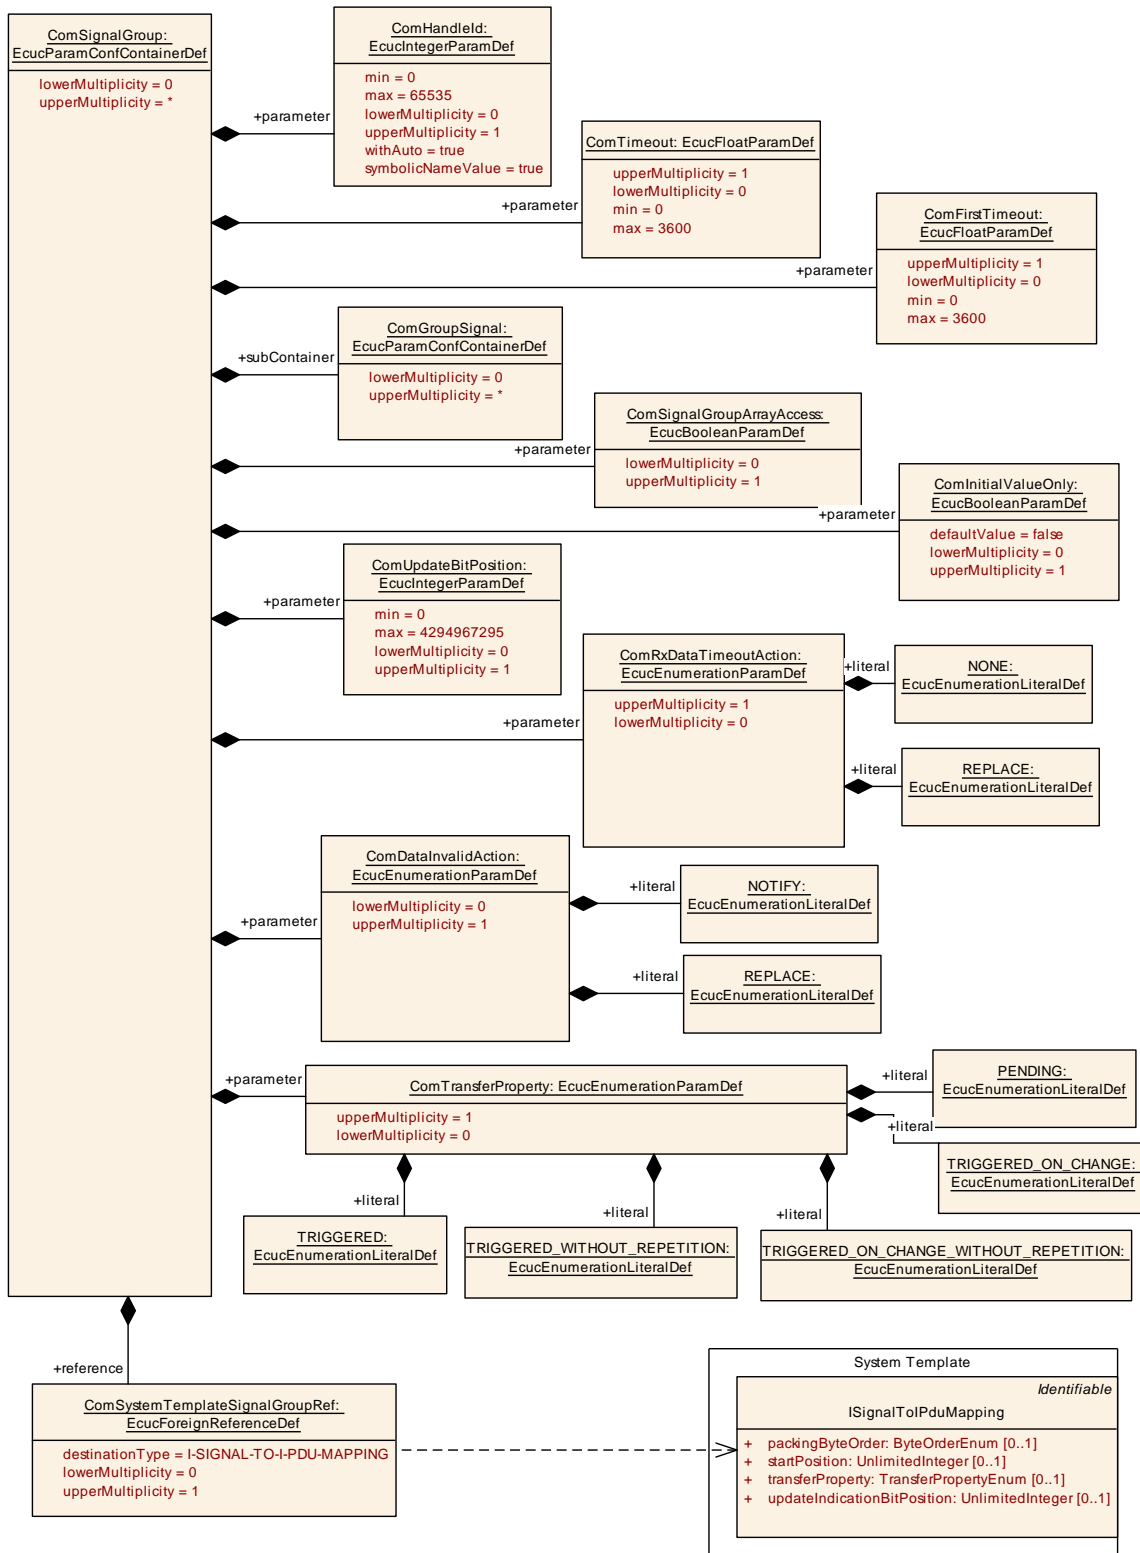 ComSignalGroup:
EcucParamConfContainerDef
lowerMultiplicity = 0
upperMultiplicity = *
ComHandleId:
EcucIntegerParamDef
min = 0
max = 65535
lowerMultiplicity = 0
upperMultiplicity = 1
withAuto = true
symbolicNameValue = true
+parameter
ComTimeout: EcucFloatParamDef
upperMultiplicity = 1
lowerMultiplicity = 0
min = 0
max = 3600
+parameter
ComFirstTimeout:
EcucFloatParamDef
upperMultiplicity = 1
lowerMultiplicity = 0
min = 0
max = 3600
+parameter
ComGroupSignal:
EcucParamConfContainerDef
lowerMultiplicity = 0
upperMultiplicity = *
+subContainer
ComSignalGroupArrayAccess:
EcucBooleanParamDef
lowerMultiplicity = 0
upperMultiplicity = 1
+parameter
ComInitialValueOnly:
EcucBooleanParamDef
defaultValue = false
lowerMultiplicity = 0
upperMultiplicity = 1
+parameter
ComUpdateBitPosition:
EcucIntegerParamDef
min = 0
max = 4294967295
lowerMultiplicity = 0
upperMultiplicity = 1
+parameter
ComRxDataTimeoutAction:
EcucEnumerationParamDef
upperMultiplicity = 1
lowerMultiplicity = 0
+parameter
+literal
NONE:
EcucEnumerationLiteralDef
+literal
REPLACE:
EcucEnumerationLiteralDef
ComDataInvalidAction:
EcucEnumerationParamDef
lowerMultiplicity = 0
upperMultiplicity = 1
+parameter
+literal
NOTIFY:
EcucEnumerationLiteralDef
+literal
REPLACE:
EcucEnumerationLiteralDef
+parameter
ComTransferProperty: EcucEnumerationParamDef
upperMultiplicity = 1
lowerMultiplicity = 0
+literal
PENDING:
EcucEnumerationLiteralDef
+literal
TRIGGERED_ON_CHANGE:
EcucEnumerationLiteralDef
+literal
TRIGGERED:
EcucEnumerationLiteralDef
+literal
TRIGGERED_WITHOUT_REPETITION:
EcucEnumerationLiteralDef
+literal
TRIGGERED_ON_CHANGE_WITHOUT_REPETITION:
EcucEnumerationLiteralDef
+reference
ComSystemTemplateSignalGroupRef:
EcucForeignReferenceDef
destinationType = I-SIGNAL-TO-I-PDU-MAPPING
lowerMultiplicity = 0
upperMultiplicity = 1
System Template
Identifiable
ISignalToIPduMapping
+ packingByteOrder: ByteOrderEnum [0..1]
+ startPosition: UnlimitedInteger [0..1]
+ transferProperty: TransferPropertyEnum [0..1]
+ updateIndicationBitPosition: UnlimitedInteger [0..1]